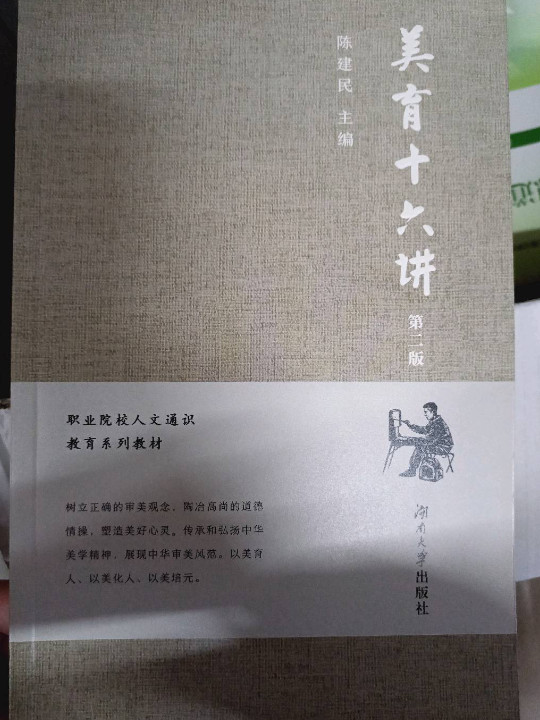 美育十六讲
第二版
陈建民 主编
职业院校人文通识
教育系列教材
树立正确的审美观念、陶冶高尚的道德
情操、塑造美好心灵。传承和弘扬中华
美学精神、展现中华审美风范。以美育
人、以美化人、以美培元。
湖南大学出版社